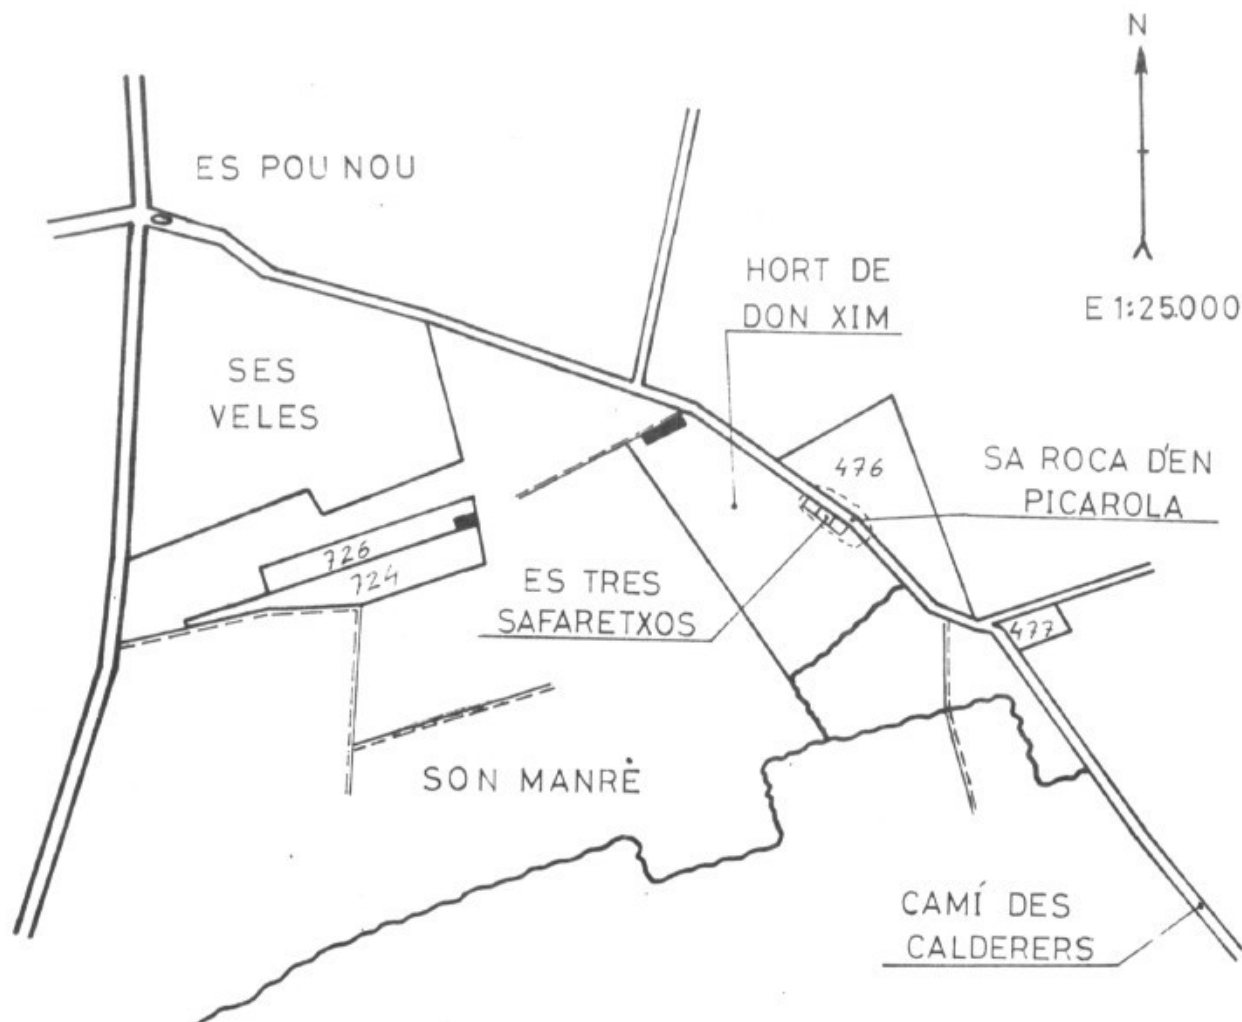 N
ES POU NOU
HORT DE
DON XIM
E 1:25.000
SES
VELES
476
SA ROCA D'EN
PICAROLA
726
724
ES TRES
SAFARETXOS
477
SON MANRÈ
CAMÍ DES
CALDERERS